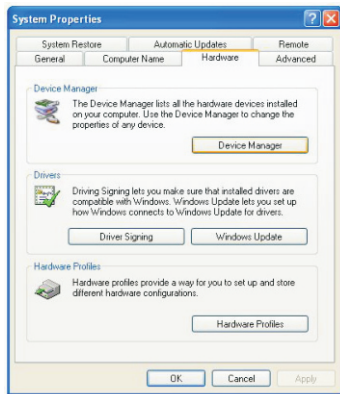 System Properties
System Restore Automatic Updates Remote
General Computer Name Hardware Advanced
Device Manager
The Device Manager lists all the hardware devices installed
on your computer. Use the Device Manager to change the
properties of any device.
Device Manager
Drivers
Driving Signing lets you make sure that installed drivers are
compatible with Windows. Windows Update lets you set up
how Windows connects to Windows Update for drivers.
Driver Signing Windows Update
Hardware Profiles
Hardware profiles provide a way for you to set up and store
different hardware configurations.
Hardware Profiles
OK Cancel Apply